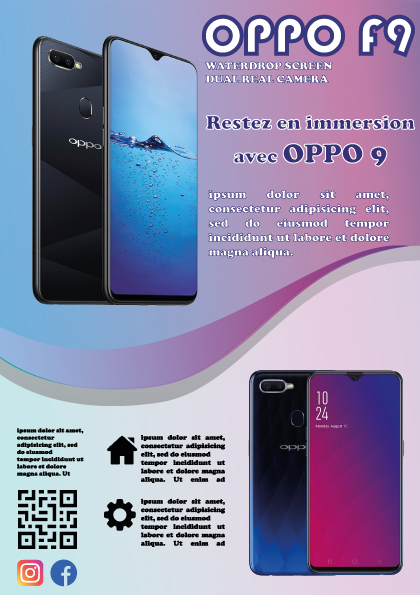 OPPO F9
WATERDROP SCREEN
DUAL REAL CAMERA
oppo
Restez en immersion
avec OPPO 9
ipsum dolor sit amet,
consectetur adipisicing elit,
sed do eiusmod tempor
incididunt ut labore et dolore
magna aliqua.
ipsum dolor sit amet,
consectetur
adipisicing elit, sed
do eiusmod
tempor incididunt ut
labore et dolore
magna aliqua. Ut
ipsum dolor sit amet,
consectetur adipisicing
elit, sed do eiusmod
tempor incididunt ut
labore et dolore magna
aliqua. Ut enim ad
ipsum dolor sit amet,
consectetur adipisicing
elit, sed do eiusmod
tempor incididunt ut
labore et dolore magna
aliqua. Ut enim ad
oppo
10
24